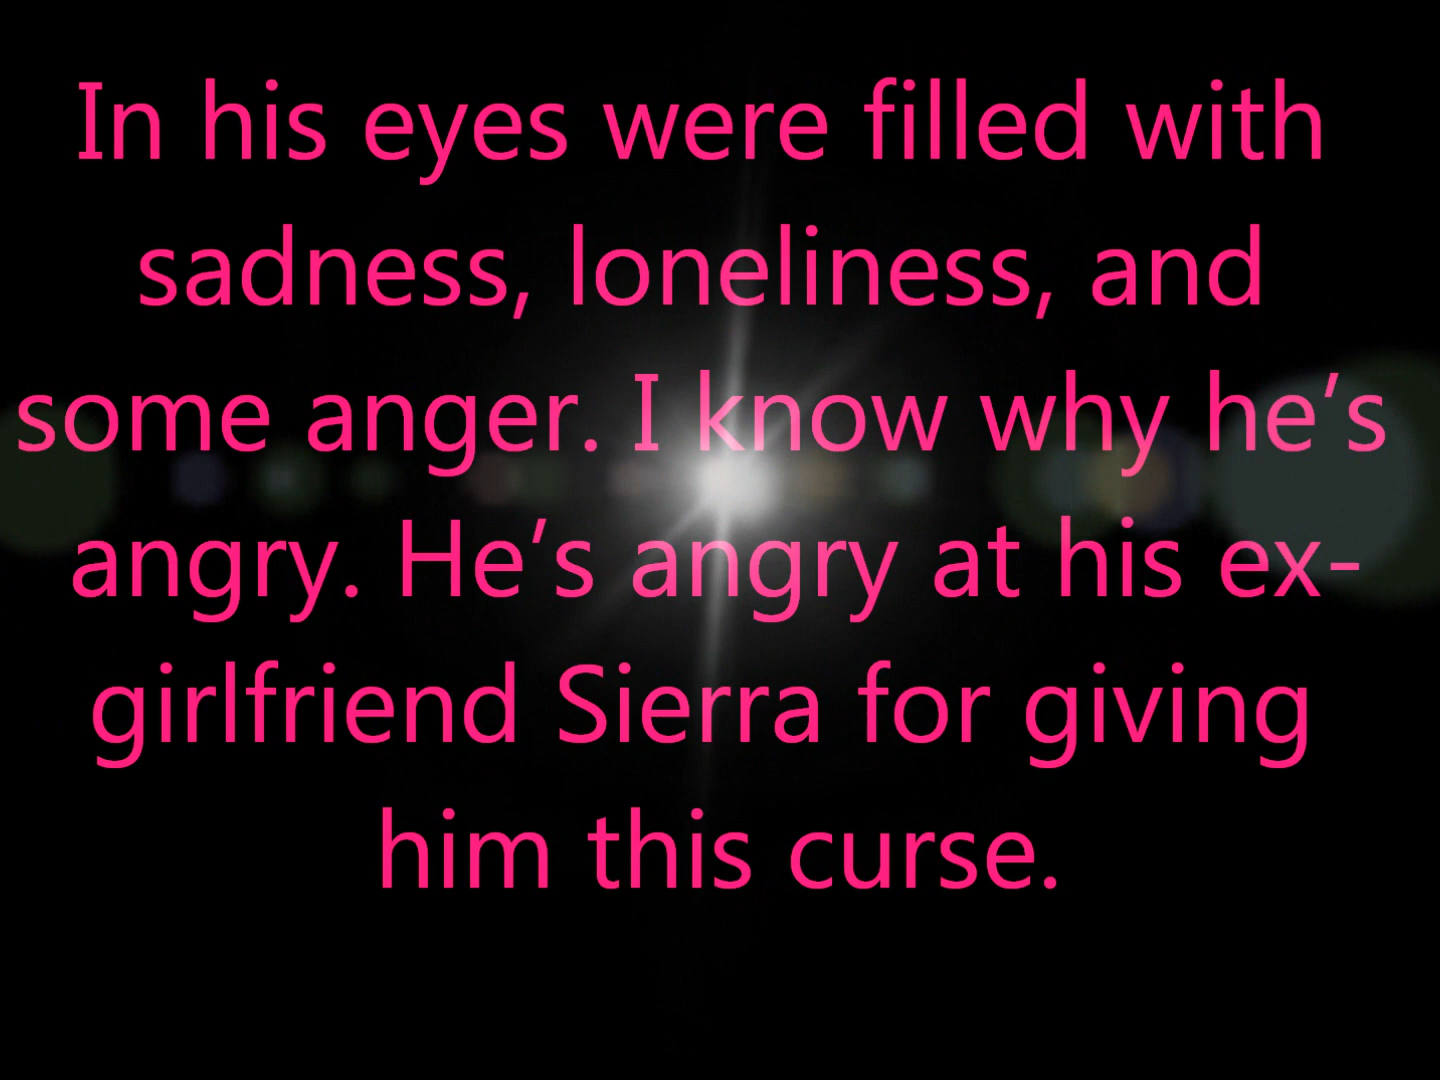 In his eyes were filled with
sadness, loneliness, and
some anger. I know why he’s
angry. He’s angry at his ex-
girlfriend Sierra for giving
him this curse.